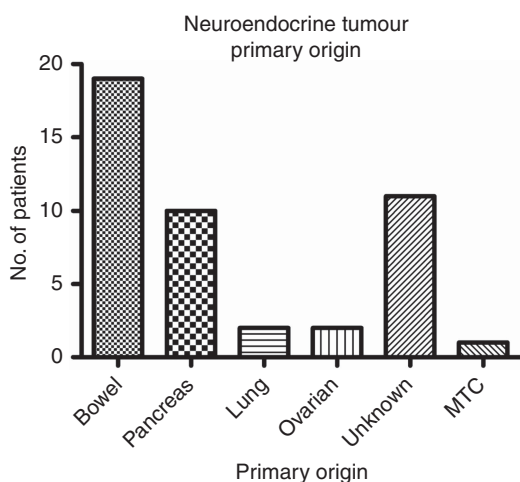 Neuroendocrine tumour
primary origin
20
15
10
5
0
No. of patients
Bowel
Pancreas
Lung
Ovarian
Unknown
MTC
Primary origin